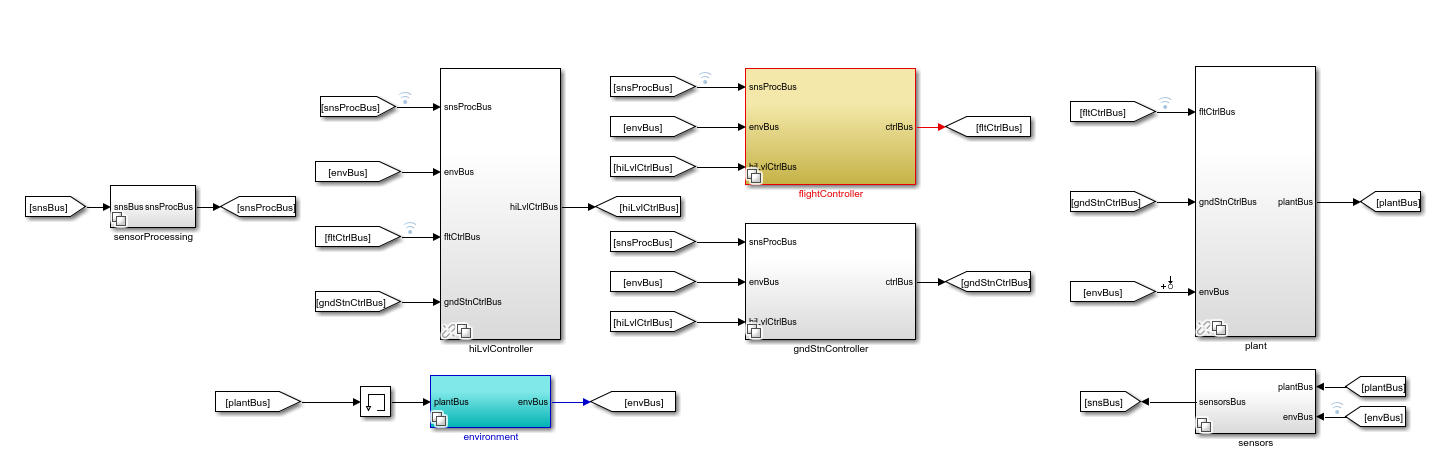 [snsBus]
snsBus snsProcBus
sensorProcessing
[snsProcBus]
[snsProcBus]
[envBus]
[fltCtrlBus]
[gndStnCtrlBus]
snsProcBus
envBus
fltCtrlBus
gndStnCtrlBus
hiLvlCtrlBus
hiLvlController
[hiLvlCtrlBus]
[snsProcBus]
[envBus]
[hiLvlCtrlBus]
snsProcBus
envBus
hiLvlCtrlBus
ctrlBus
flightController
[fltCtrlBus]
[snsProcBus]
[envBus]
[hiLvlCtrlBus]
snsProcBus
envBus
hiLvlCtrlBus
ctrlBus
gndStnController
[gndStnCtrlBus]
[fltCtrlBus]
[gndStnCtrlBus]
[envBus]
fltCtrlBus
gndStnCtrlBus
envBus
plantBus
plant
[plantBus]
[plantBus]
plantBus
envBus
environment
[envBus]
[snsBus]
sensorsBus
plantBus
envBus
sensors
[plantBus]
[envBus]